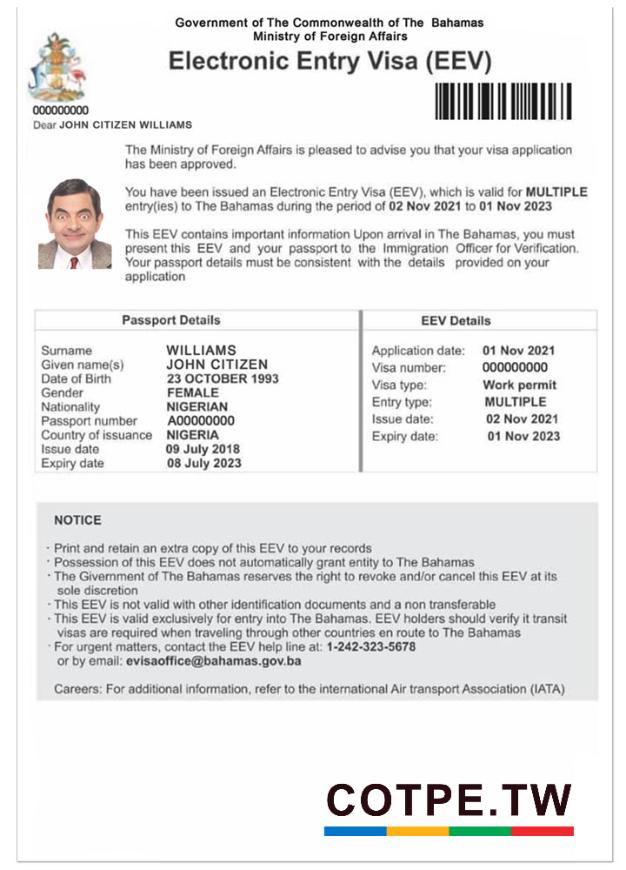 Government of The Commonwealth of The Bahamas
Ministry of Foreign Affairs
Electronic Entry Visa (EEV)
000000000
Dear JOHN CITIZEN WILLIAMS
The Ministry of Foreign Affairs is pleased to advise you that your visa application
has been approved.
You have been issued an Electronic Entry Visa (EEV), which is valid for MULTIPLE
entry(ies) to The Bahamas during the period of 02 Nov 2021 to 01 Nov 2023
This EEV contains important information Upon arrival in The Bahamas, you must
present this EEV and your passport to the Immigration Officer for Verification.
Your passport details must be consistent with the details provided on your
application
Passport Details
Surname WILLIAMS
Given name(s) JOHN CITIZEN
Date of Birth 23 OCTOBER 1993
Gender FEMALE
Nationality NIGERIAN
Passport number A00000000
Country of issuance NIGERIA
Issue date 09 July 2018
Expiry date 08 July 2023
EEV Details
Application date: 01 Nov 2021
Visa number: 000000000
Visa type: Work permit
Entry type: MULTIPLE
Issue date: 02 Nov 2021
Expiry date: 01 Nov 2023
NOTICE
· Print and retain an extra copy of this EEV to your records
· Possession of this EEV does not automatically grant entity to The Bahamas
· The Givernment of The Bahamas reserves the right to revoke and/or cancel this EEV at its
sole discretion
· This EEV is not valid with other identification documents and a non transferable
· This EEV is valid exclusively for entry into The Bahamas. EEV holders should verify it transit
visas are required when traveling through other countries en route to The Bahamas
· For urgent matters, contact the EEV help line at: 1-242-323-5678
or by email: evisaoffice@bahamas.gov.ba
Careers: For additional information, refer to the international Air transport Association (IATA)
COTPE.TW